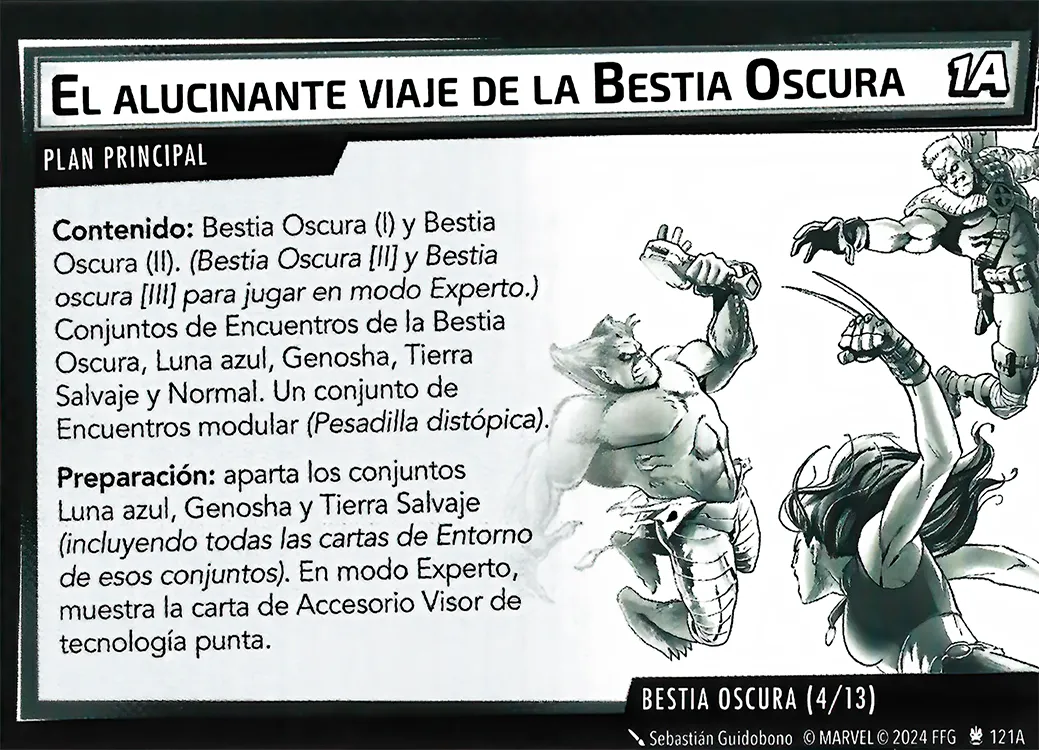 El alucinante viaje de la Bestia Oscura 1A
PLAN PRINCIPAL
Contenido: Bestia Oscura (I) y Bestia
Oscura (II). (Bestia Oscura [II] y Bestia
oscura [III] para jugar en modo Experto.)
Conjuntos de Encuentros de la Bestia
Oscura, Luna azul, Genosha, Tierra
Salvaje y Normal. Un conjunto de
Encuentros modular (Pesadilla distópica).
Preparación: aparta los conjuntos
Luna azul, Genosha y Tierra Salvaje
(incluyendo todas las cartas de Entorno
de esos conjuntos). En modo Experto,
muestra la carta de Accesorio Visor de
tecnología punta.
BESTIA OSCURA (4/13)
Sebastián Guidobono © MARVEL © 2024 FFG 121A